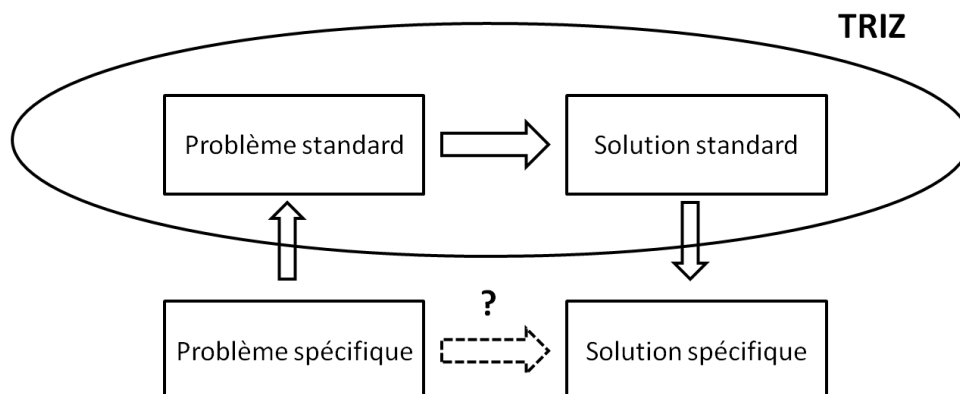 TRIZ
Problème standard
Solution standard
?
Problème spécifique
Solution spécifique